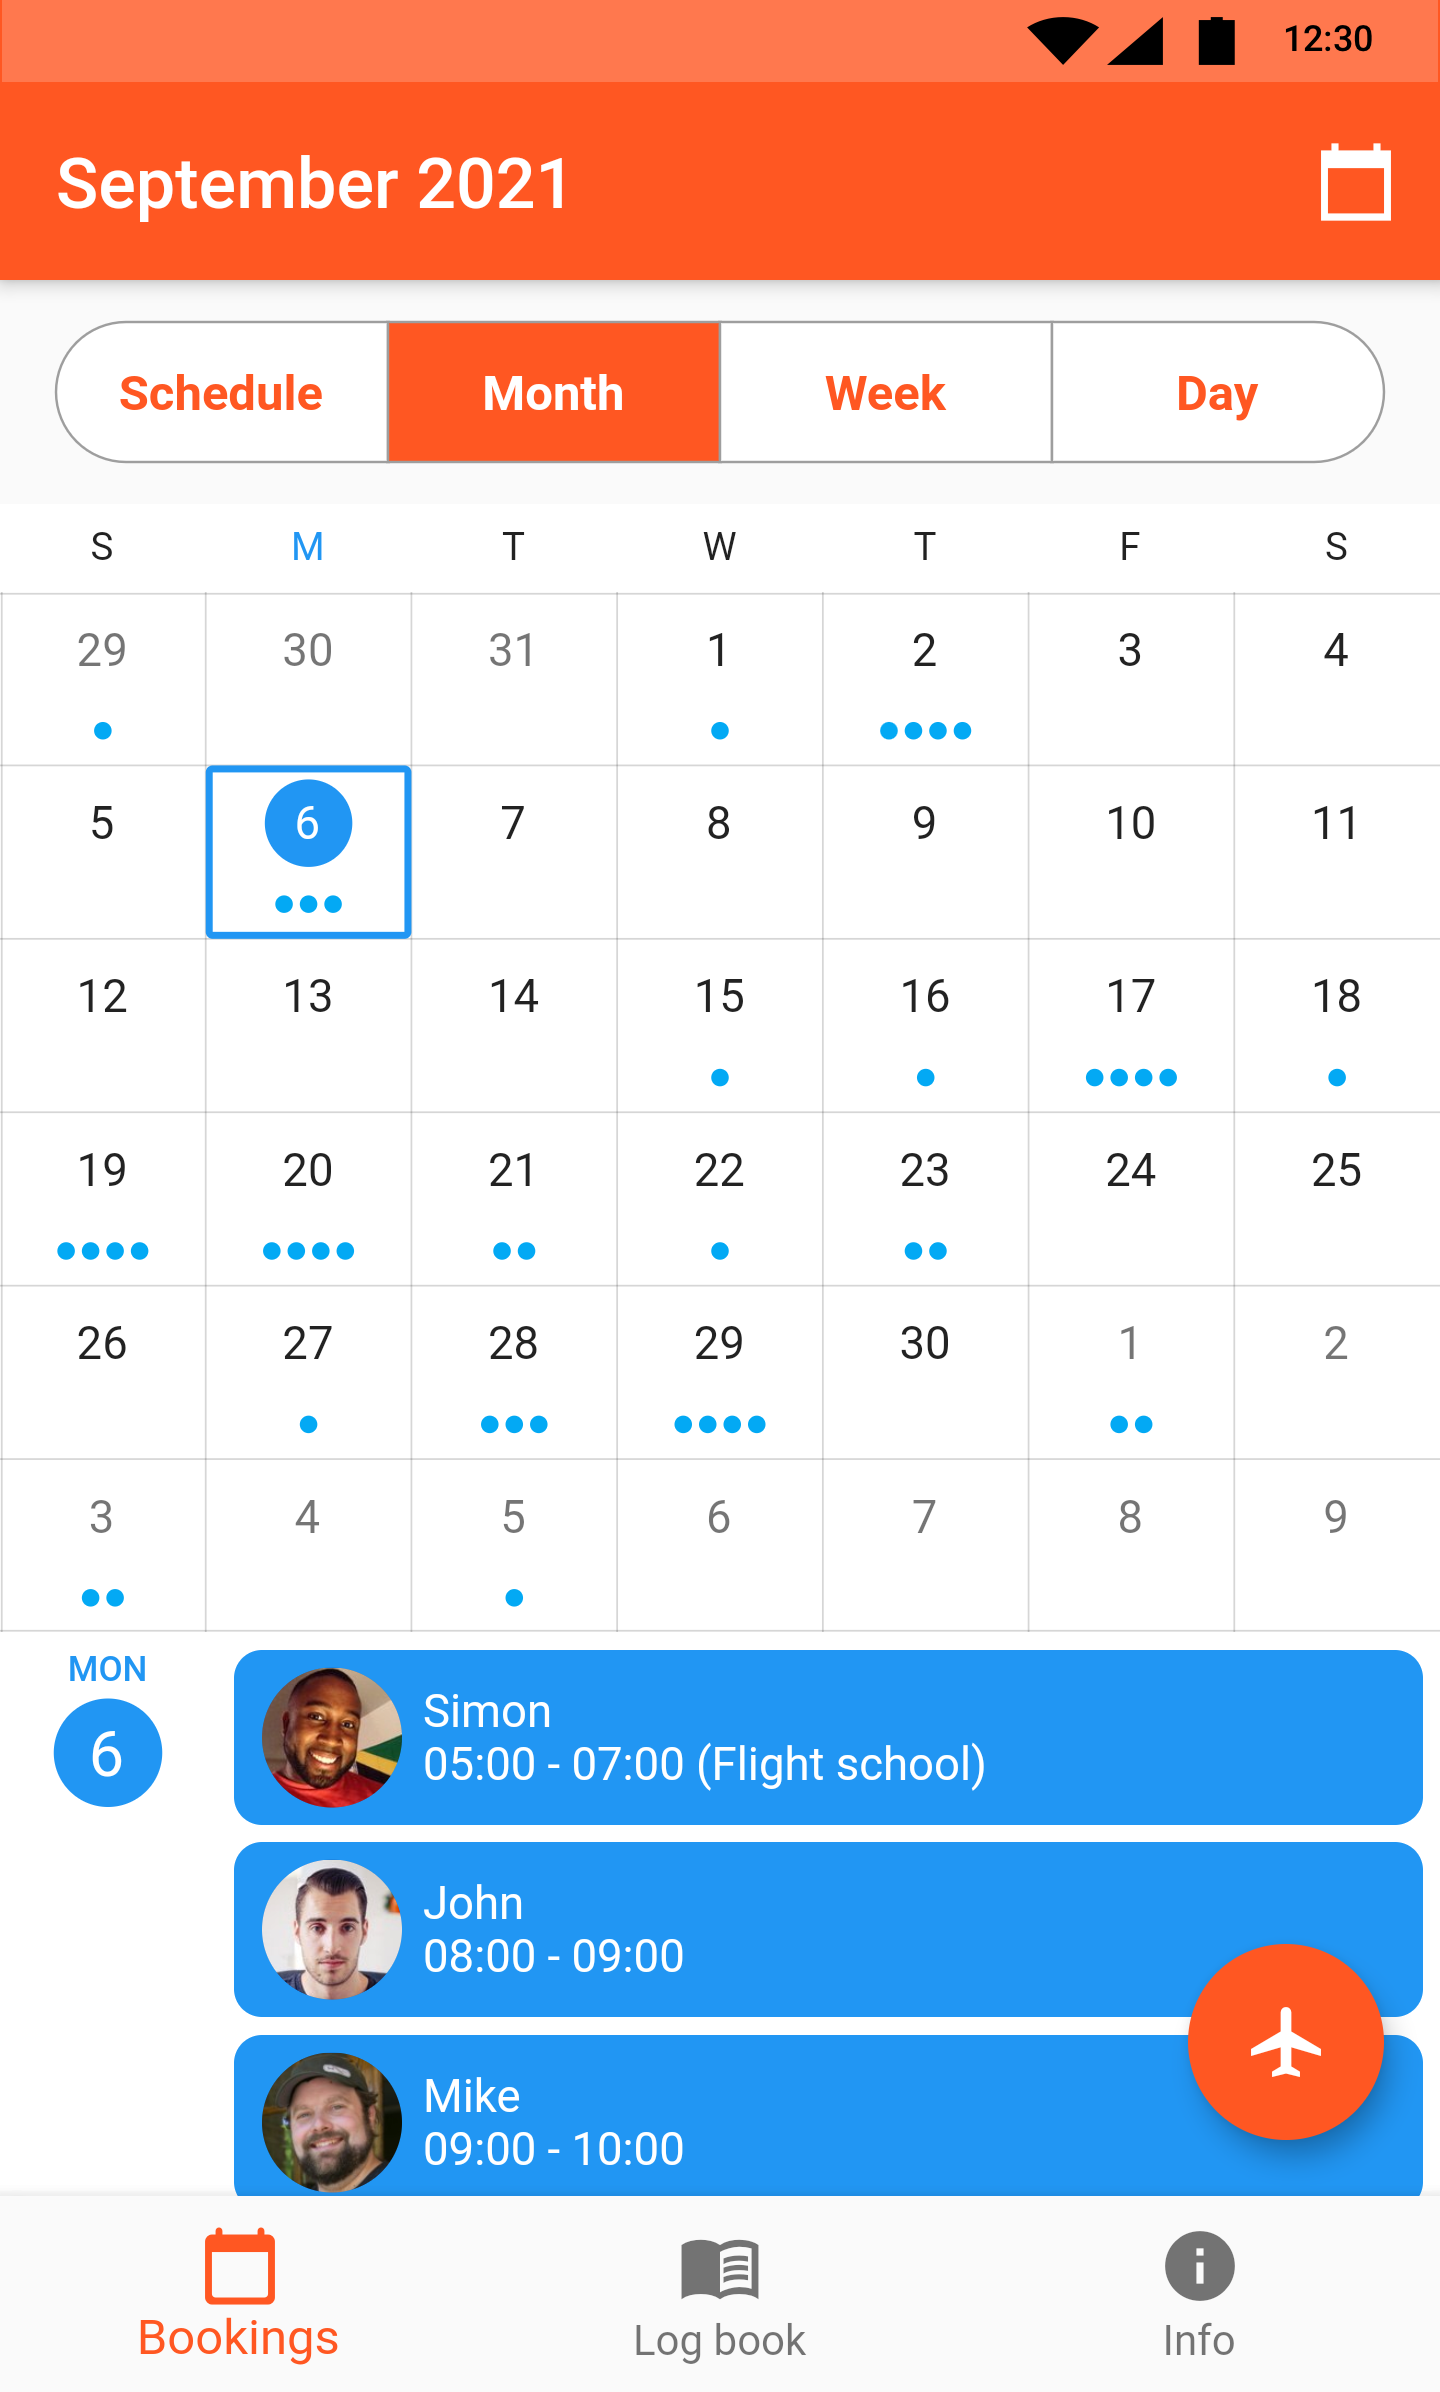 12:30
September 2021
Schedule Month Week Day
S M T W T F S
29 30 31 1 2 3 4
5 6 7 8 9 10 11
12 13 14 15 16 17 18
19 20 21 22 23 24 25
26 27 28 29 30 1 2
3 4 5 6 7 8 9
MON
6
Simon
05:00 - 07:00 (Flight school)
John
08:00 - 09:00
Mike
09:00 - 10:00
Bookings Log book Info